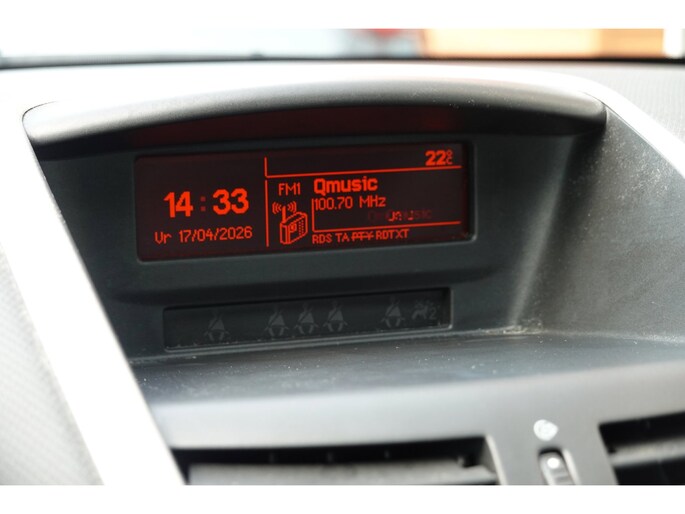 22°C
14:33
Vr 17/04/2026
FM1 Qmusic
100.70 MHz
RDS TA PTY RDTXT